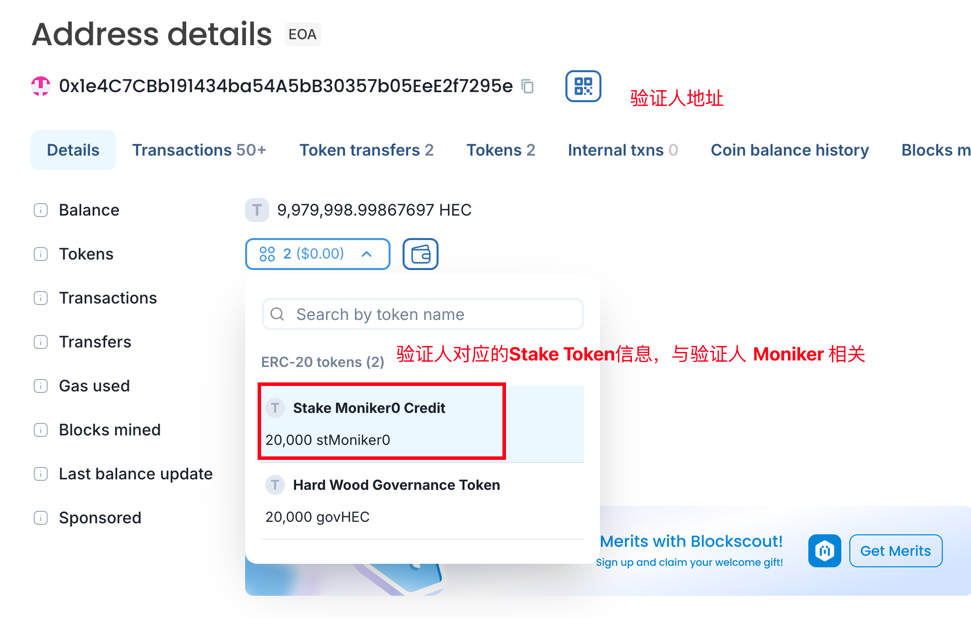 Address details EOA
0x1e4C7CBb191434ba54A5bB30357b05EeE2f7295e
验证人地址
Details Transactions 50+ Token transfers 2 Tokens 2 Internal txns 0 Coin balance history Blocks m
Balance T 9,979,998.99867697 HEC
Tokens 2 ($0.00)
Transactions
Search by token name
Transfers
验证人对应的Stake Token信息，与验证人 Moniker 相关
ERC-20 tokens (2)
Gas used
T Stake Moniker0 Credit
Blocks mined
20,000 stMoniker0
Last balance update
T Hard Wood Governance Token
Sponsored
20,000 govHEC
Merits with Blockscout!
Sign up and claim your welcome gift!
Get Merits